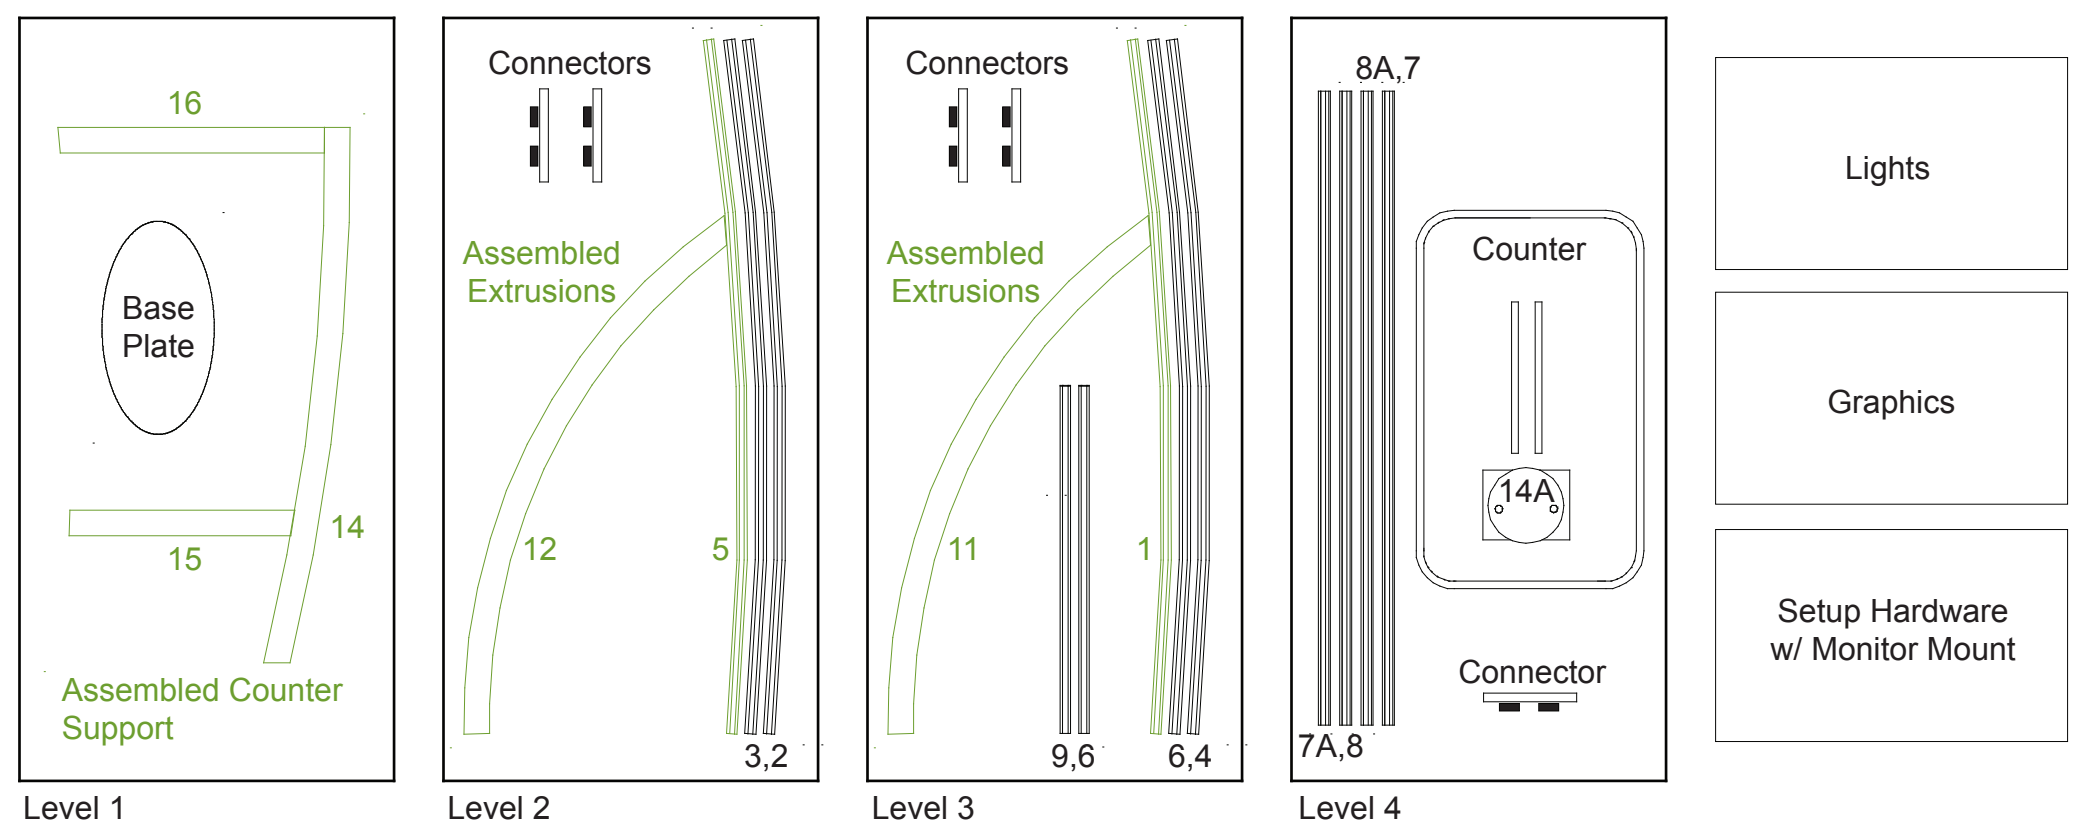 16
Base
Plate
14
15
Assembled Counter
Support
Level 1
Connectors
Assembled
Extrusions
12
5
3,2
Level 2
Connectors
Assembled
Extrusions
11
1
9,6
6,4
Level 3
8A,7
Counter
14A
Connector
7A,8
Level 4
Lights
Graphics
Setup Hardware
w/ Monitor Mount